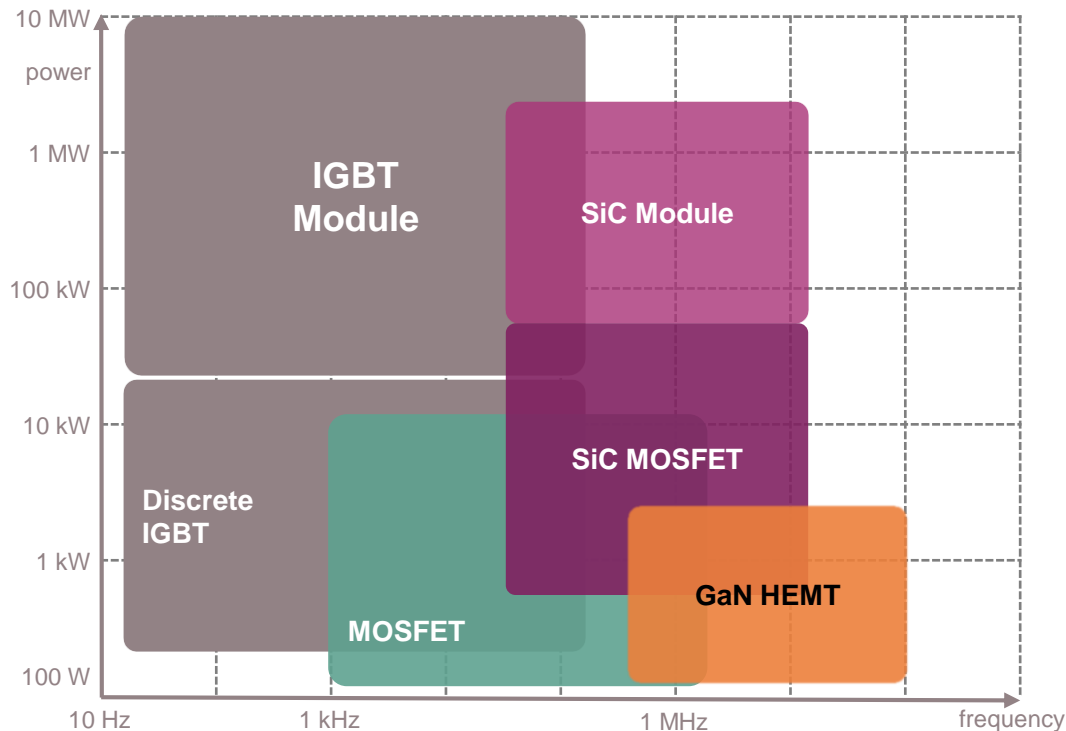 10 MW
power
1 MW
100 kW
10 kW
1 kW
100 W
IGBT
Module
SiC Module
SiC MOSFET
Discrete
IGBT
GaN HEMT
MOSFET
10 Hz
1 kHz
1 MHz
frequency